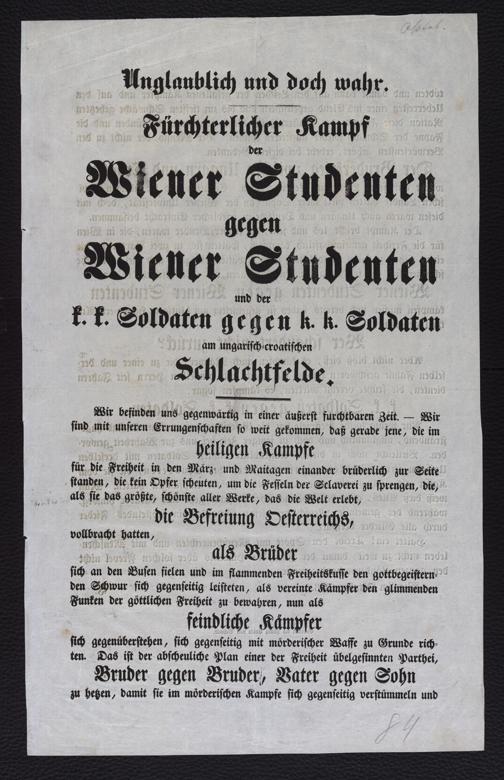 Unglaublich und doch wahr.
Fürchterlicher Kampf
der
Wiener Studenten
gegen
Wiener Studenten
und der
k. k. Soldaten gegen k. k. Soldaten
am ungarisch-croatischen
Schlachtfelde.
Wir befinden uns gegenwärtig in einer äußerst furchtbaren Zeit. — Wir
sind mit unseren Errungenschaften so weit gekommen, daß gerade jene, die im
heiligen Kampfe
für die Freiheit in den März- und Maitagen einander brüderlich zur Seite
standen, die kein Opfer scheuten, um die Fesseln der Sclaverei zu sprengen, die,
als sie das größte, schönste aller Werke, das die Welt erlebt,
die Befreiung Oesterreichs,
vollbracht hatten,
als Brüder
sich an den Busen fielen und im flammenden Freiheitskusse den gottbegeistern-
den Schwur sich gegenseitig leisteten, als vereinte Kämpfer den glimmenden
Funken der göttlichen Freiheit zu bewahren, nun als
feindliche Kämpfer
sich gegenüberstehen, sich gegenseitig mit mörderischer Waffe zu Grunde rich-
ten. Das ist der abscheuliche Plan einer der Freiheit übelgesinnten Parthei,
Bruder gegen Bruder, Vater gegen Sohn
zu hetzen, damit sie im mörderischen Kampfe sich gegenseitig verstümmeln und
84